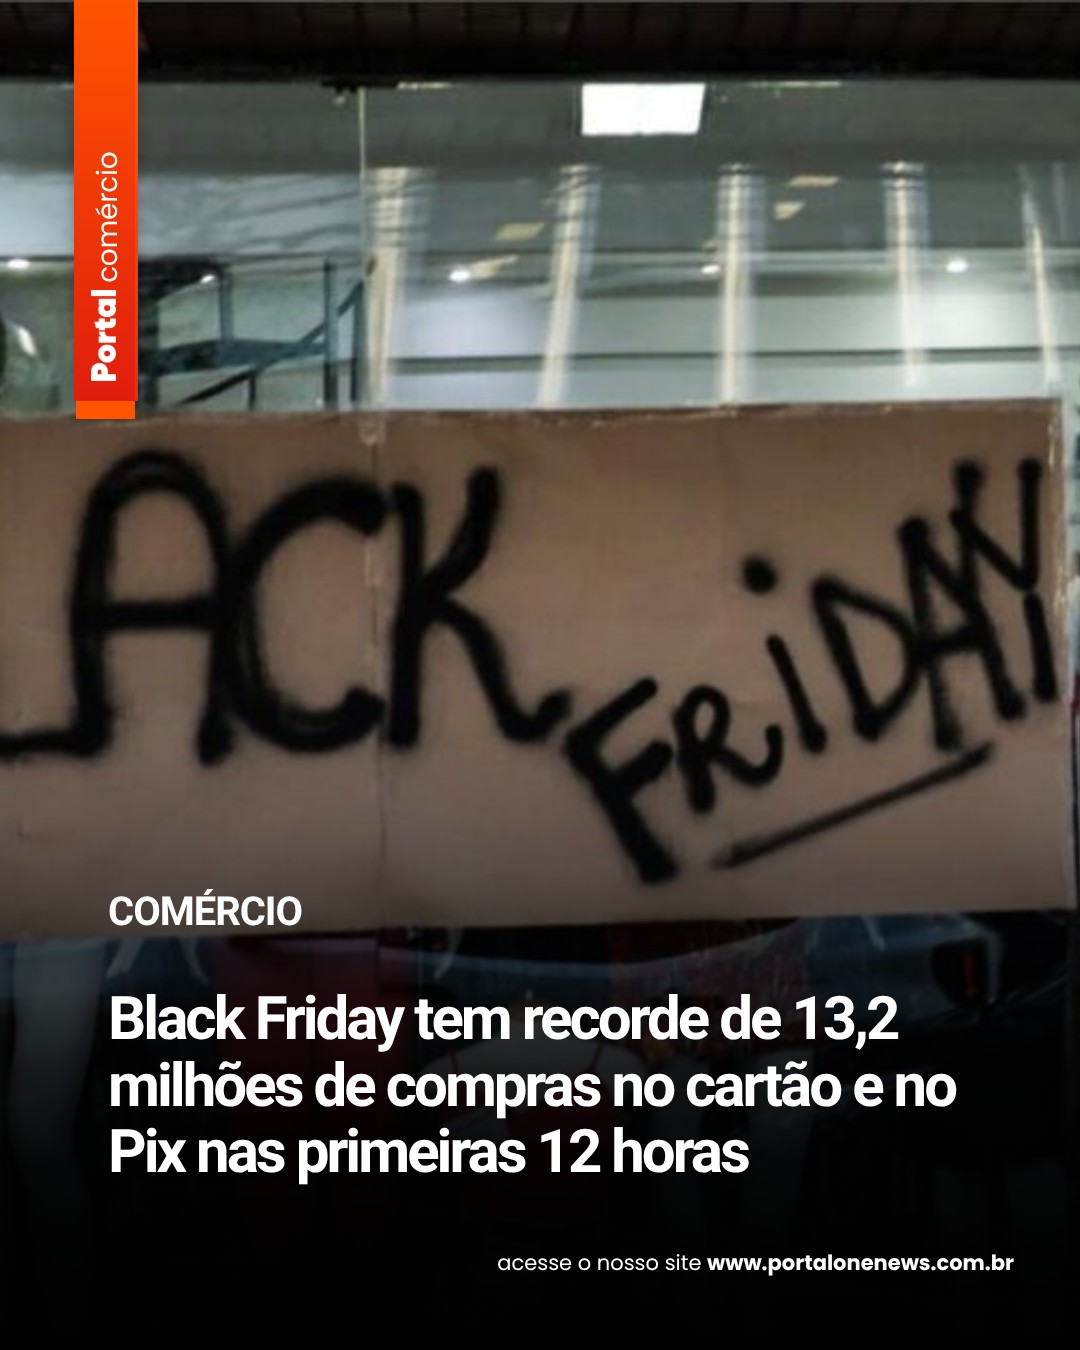 Portal comércio
ACK
FRiDAY
COMÉRCIO
Black Friday tem recorde de 13,2
milhões de compras no cartão e no
Pix nas primeiras 12 horas
acesse o nosso site www.portalonenews.com.br